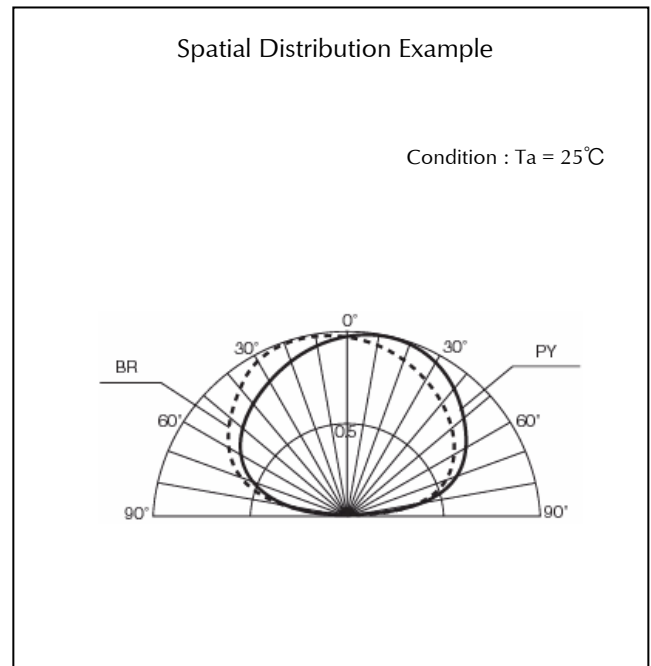 Spatial Distribution Example
Condition : Ta = 25℃
0°
30°
30°
BR
PY
60°
60°
0.5
90°
90°